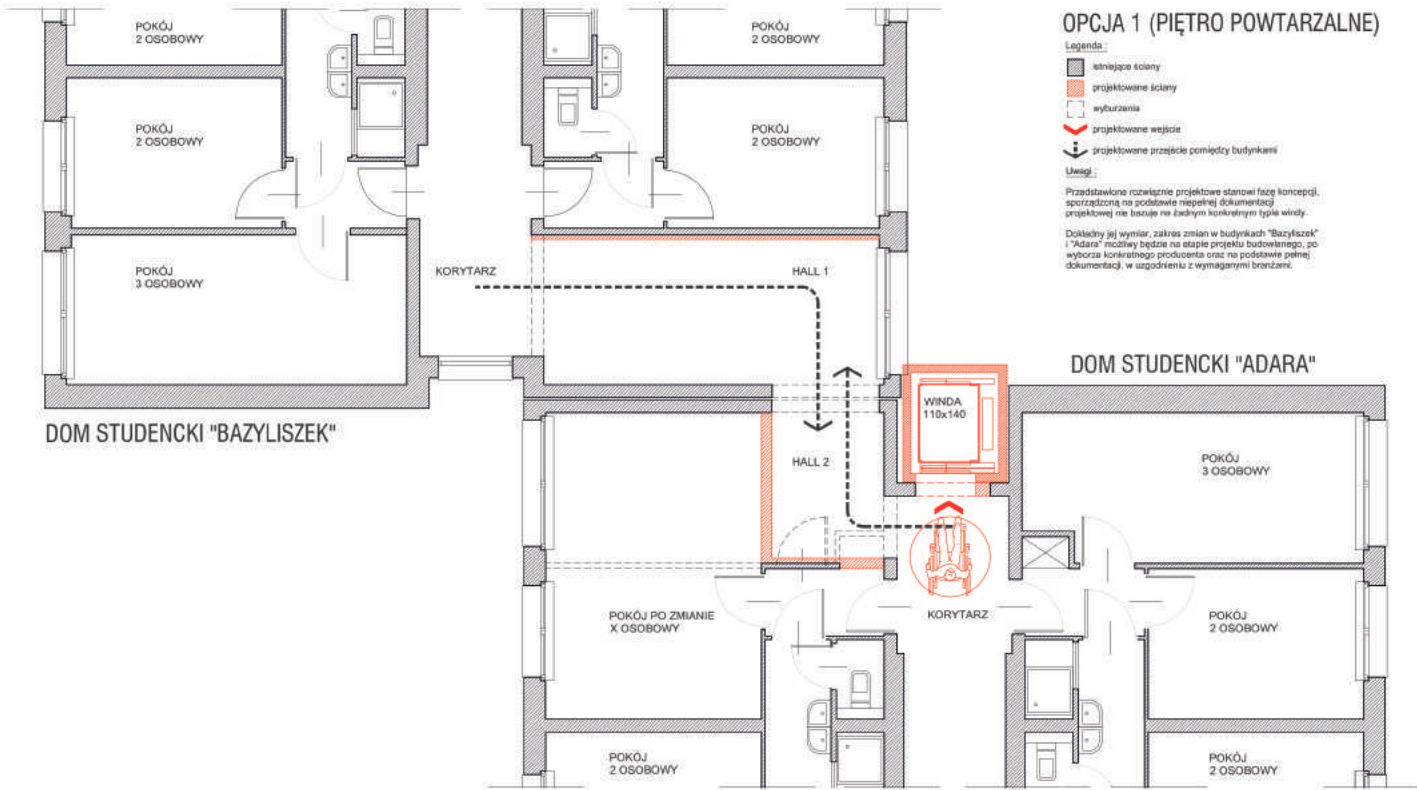 OPCJA 1 (PIĘTRO POWTARZALNE)
Legenda :
istniejące ściany
projektowane ściany
wyburzenia
projektowane wejście
projektowane przejście pomiędzy budynkami
Uwagi :
Przedstawione rozwiąznie projektowe stanowi fazę koncepcji,
sporządzoną na podstawie niepełnej dokumentacji
projektowej nie bazuje na żadnym konkretnym typie windy.
Dokładny jej wymiar, zakres zmian w budynkach "Bazyliszek"
i "Adara" możliwy będzie na etapie projektu budowlanego, po
wyborze konkretnego producenta oraz na podstawie pełnej
dokumentacji, w uzgodnieniu z wymaganymi branżami.
POKÓJ
2 OSOBOWY
POKÓJ
2 OSOBOWY
POKÓJ
2 OSOBOWY
POKÓJ
2 OSOBOWY
POKÓJ
3 OSOBOWY
KORYTARZ
HALL 1
DOM STUDENCKI "BAZYLISZEK"
DOM STUDENCKI "ADARA"
WINDA
110x140
HALL 2
POKÓJ
3 OSOBOWY
POKÓJ PO ZMIANIE
X OSOBOWY
KORYTARZ
POKÓJ
2 OSOBOWY
POKÓJ
2 OSOBOWY
POKÓJ
2 OSOBOWY